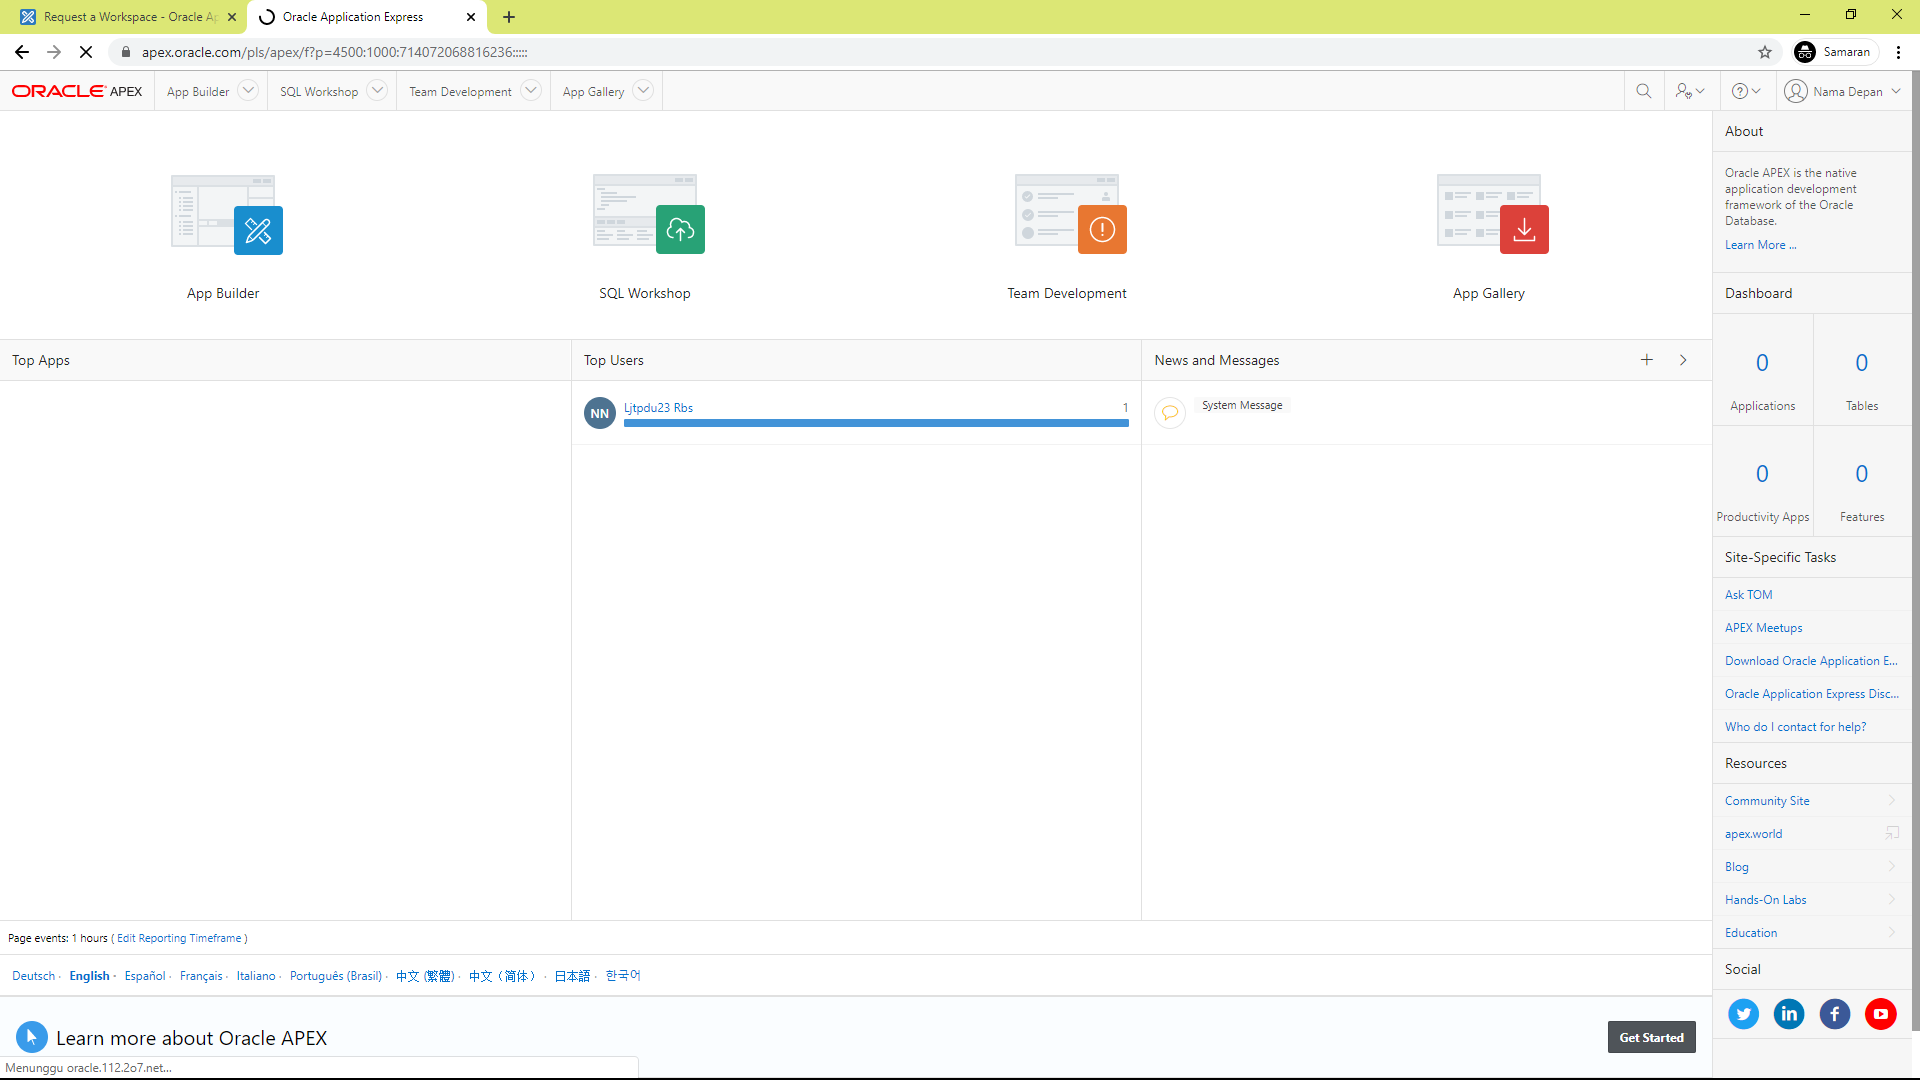 Request a Workspace - Oracle Ap
Oracle Application Express
apex.oracle.com/pls/apex/f?p=4500:1000:714072068816236:::::
Samaran
ORACLE APEX
App Builder
SQL Workshop
Team Development
App Gallery
Nama Depan
App Builder
SQL Workshop
Team Development
App Gallery
Top Apps
Top Users
NN
Ljtpdu23 Rbs
1
News and Messages
System Message
About
Oracle APEX is the native
application development
framework of the Oracle
Database.
Learn More ...
Dashboard
0
Applications
0
Tables
0
Productivity Apps
0
Features
Site-Specific Tasks
Ask TOM
APEX Meetups
Download Oracle Application E...
Oracle Application Express Disc...
Who do I contact for help?
Resources
Community Site
apex.world
Blog
Hands-On Labs
Education
Social
Page events: 1 hours ( Edit Reporting Timeframe )
Deutsch · English · Español · Français · Italiano · Português (Brasil) · 中文 (繁體) · 中文（简体） · 日本語 · 한국어
Learn more about Oracle APEX
Get Started
Menunggu oracle.112.2o7.net...